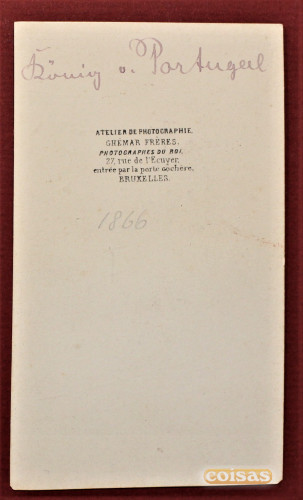 König v. Portugal
ATELIER DE PHOTOGRAPHIE,
GHÉMAR FRÈRES,
PHOTOGRAPHES DU ROI,
27, rue de l'Écuyer,
entrée par la porte cochère,
BRUXELLES.
1866
coisas